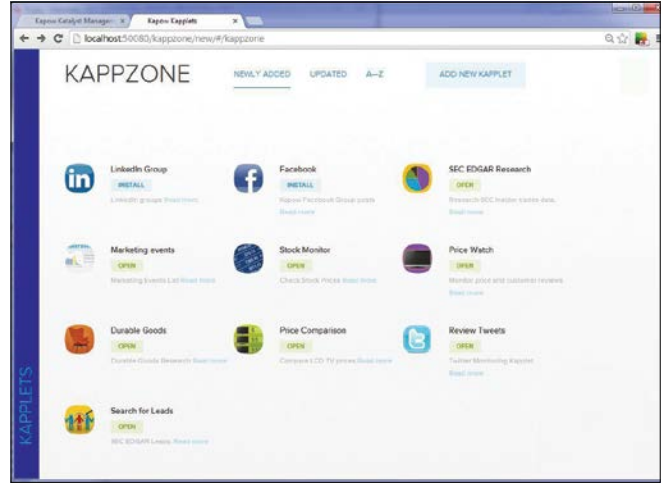 Kapow Catalyst Manager × Kapow Kapplets ×
localhost:50080/kappzone/new/#/kappzone
KAPPZONE NEWLY ADDED UPDATED A—Z ADD NEW KAPPLET
LinkedIn Group
INSTALL
LinkedIn groups Read more
Facebook
INSTALL
Kapow Facebook Group posts
Read more
SEC EDGAR Research
OPEN
Research SEC insider trade data.
Read more
Marketing events
OPEN
Marketing Events List Read more
Stock Monitor
OPEN
Check Stock Prices Read more
Price Watch
OPEN
Monitor price and customer reviews
Read more
Durable Goods
OPEN
Durable Goods Research Read more
Price Comparison
OPEN
Compare LCD TV prices Read more
Review Tweets
OPEN
Twitter Monitoring Kapplet
Read more
Search for Leads
OPEN
SEC EDGAR Leads Read more
KAPPLETS